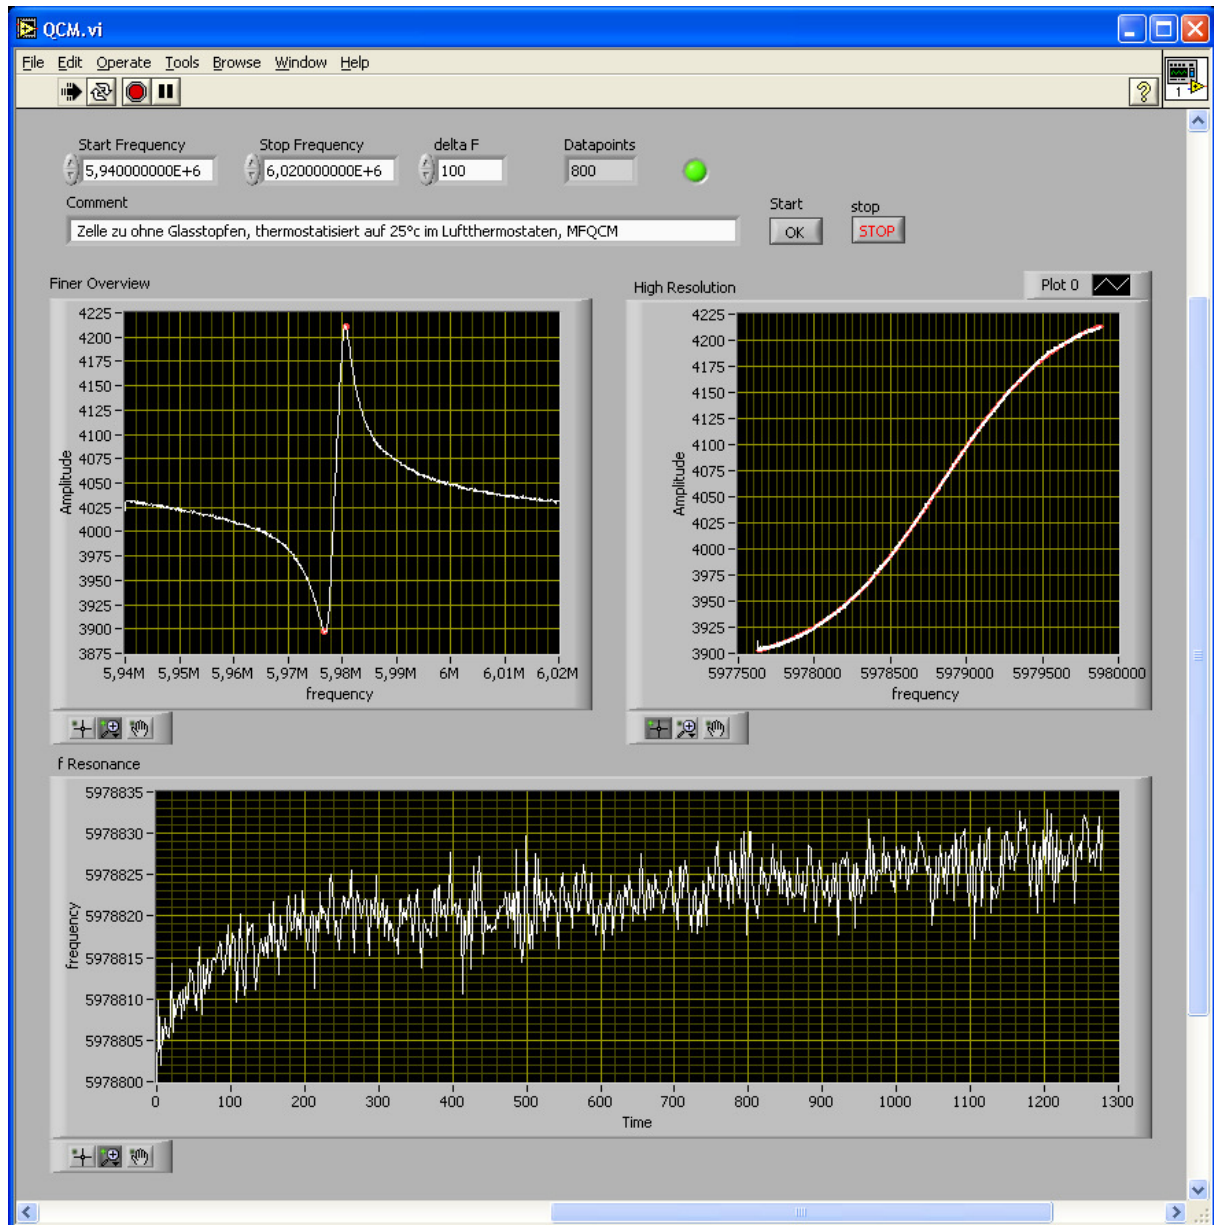 QCM.vi
File Edit Operate Tools Browse Window Help
1
Start Frequency Stop Frequency delta F Datapoints
5,940000000E+6 6,020000000E+6 100 800
Comment Start stop
Zelle zu ohne Glasstopfen, thermostatisiert auf 25°c im Luftthermostaten, MFQCM OK STOP
Finer Overview
4225
4200
4175
4150
4125
4100
4075
4050
4025
4000
3975
3950
3925
3900
3875
Amplitude
5,94M 5,95M 5,96M 5,97M 5,98M 5,99M 6M 6,01M 6,02M
frequency
High Resolution Plot 0
4225
4200
4175
4150
4125
4100
4075
4050
4025
4000
3975
3950
3925
3900
Amplitude
5977500 5978000 5978500 5979000 5979500 5980000
frequency
f Resonance
5978835
5978830
5978825
5978820
5978815
5978810
5978805
5978800
frequency
0 100 200 300 400 500 600 700 800 900 1000 1100 1200 1300
Time